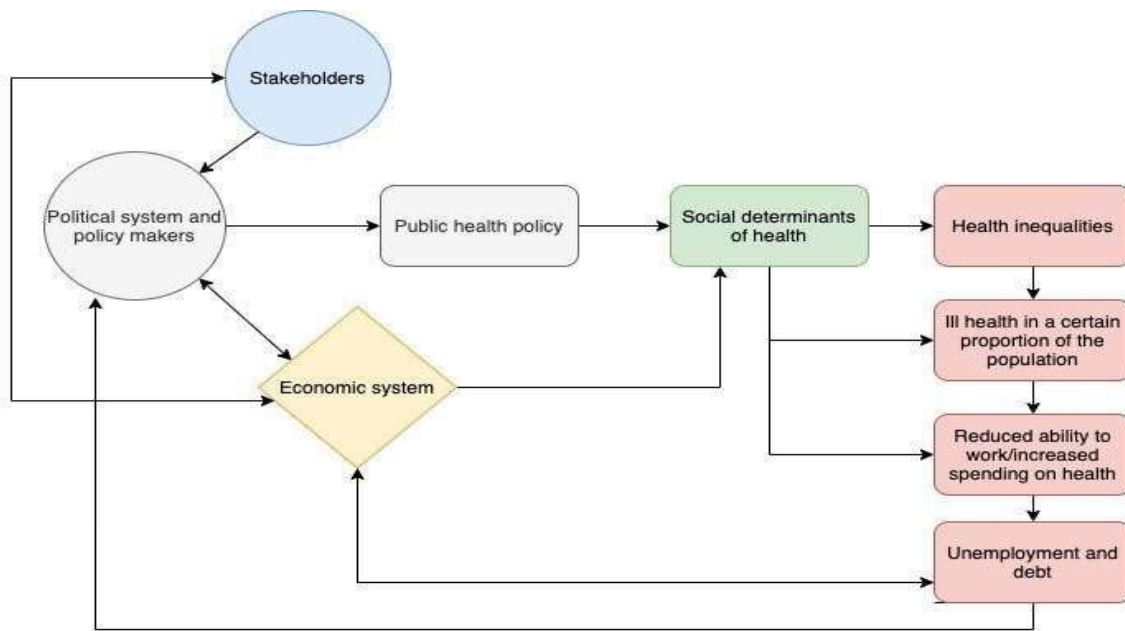 Stakeholders
Political system and
policy makers
Public health policy
Social determinants
of health
Health inequalities
Ill health in a certain
proportion of the
population
Economic system
Reduced ability to
work/increased
spending on health
Unemployment and
debt